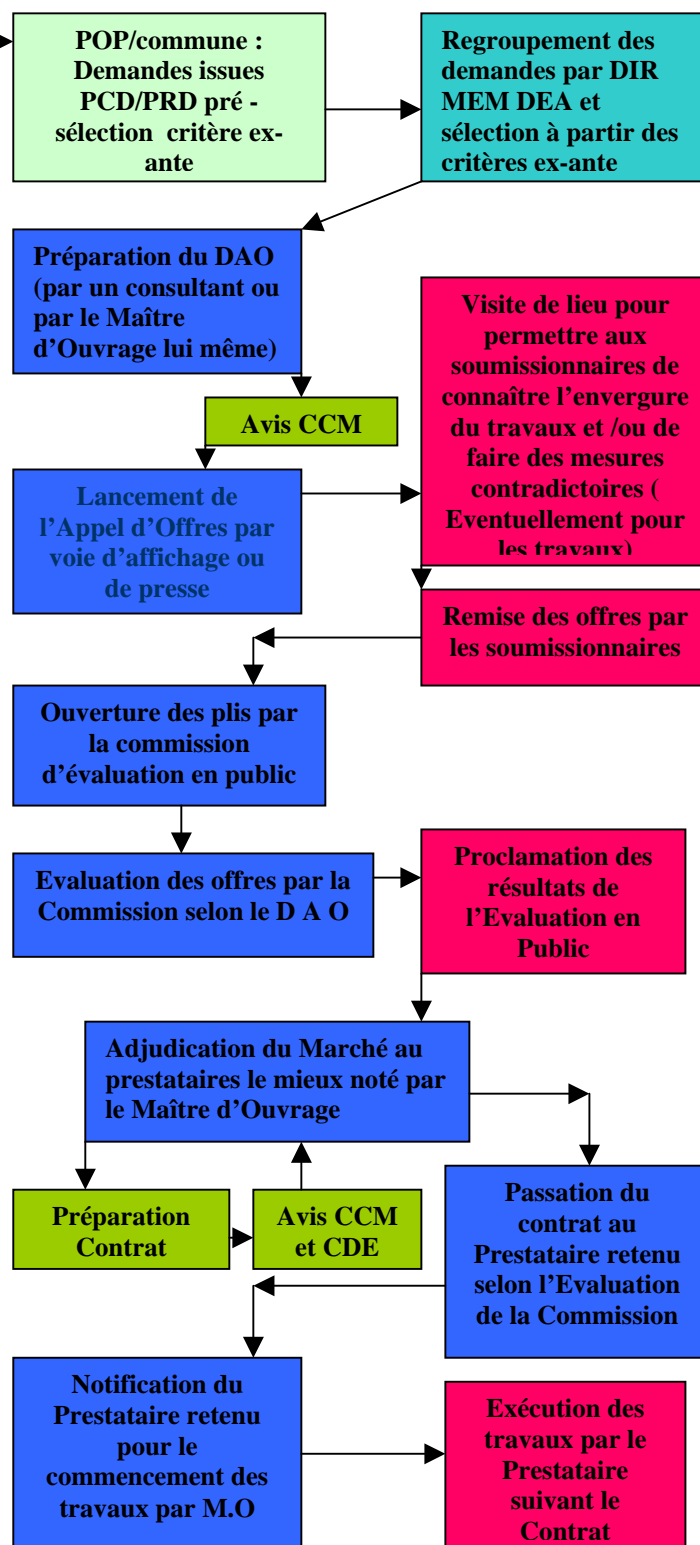 POP/commune :
Demandes issues
PCD/PRD pré -
sélection critère ex-
ante
Regroupement des
demandes par DIR
MEM DEA et
sélection à partir des
critères ex-ante
Préparation du DAO
(par un consultant ou
par le Maître
d’Ouvrage lui même)
Avis CCM
Lancement de
l’Appel d’Offres par
voie d’affichage ou
de presse
Visite de lieu pour
permettre aux
soumissionnaires de
connaître l’envergure
du travaux et /ou de
faire des mesures
contradictoires (
Eventuellement pour
les travaux)
Remise des offres par
les soumissionnaires
Ouverture des plis par
la commission
d’évaluation en public
Evaluation des offres par la
Commission selon le D A O
Proclamation des
résultats de
l’Evaluation en
Public
Adjudication du Marché au
prestataires le mieux noté par
le Maître d’Ouvrage
Préparation
Contrat
Avis CCM
et CDE
Passation du
contrat au
Prestataire retenu
selon l’Evaluation
de la Commission
Notification du
Prestataire retenu
pour le
commencement des
travaux par M.O
Exécution des
travaux par le
Prestataire
suivant le
Contrat